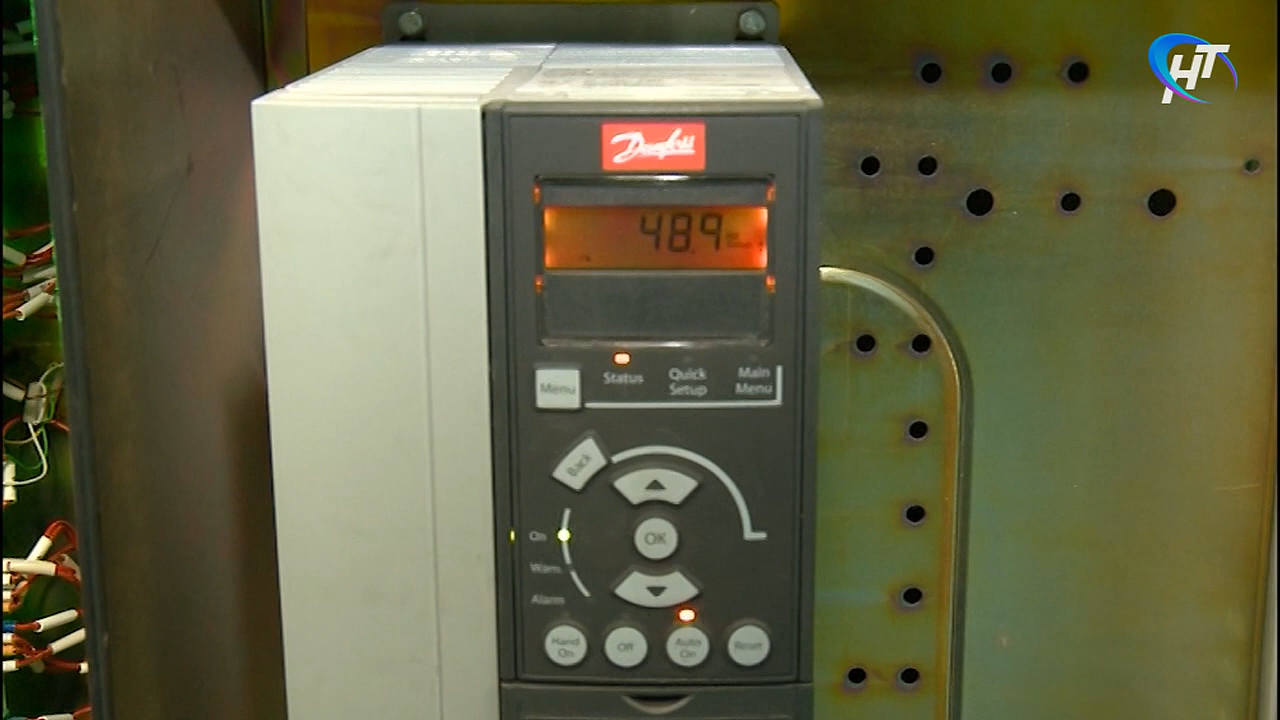 НТ
Danfoss
48.9
Menu
Status
Quick Setup
Main Menu
Back
On
OK
Warn
Alarm
Hand On
Off
Auto On
Reset